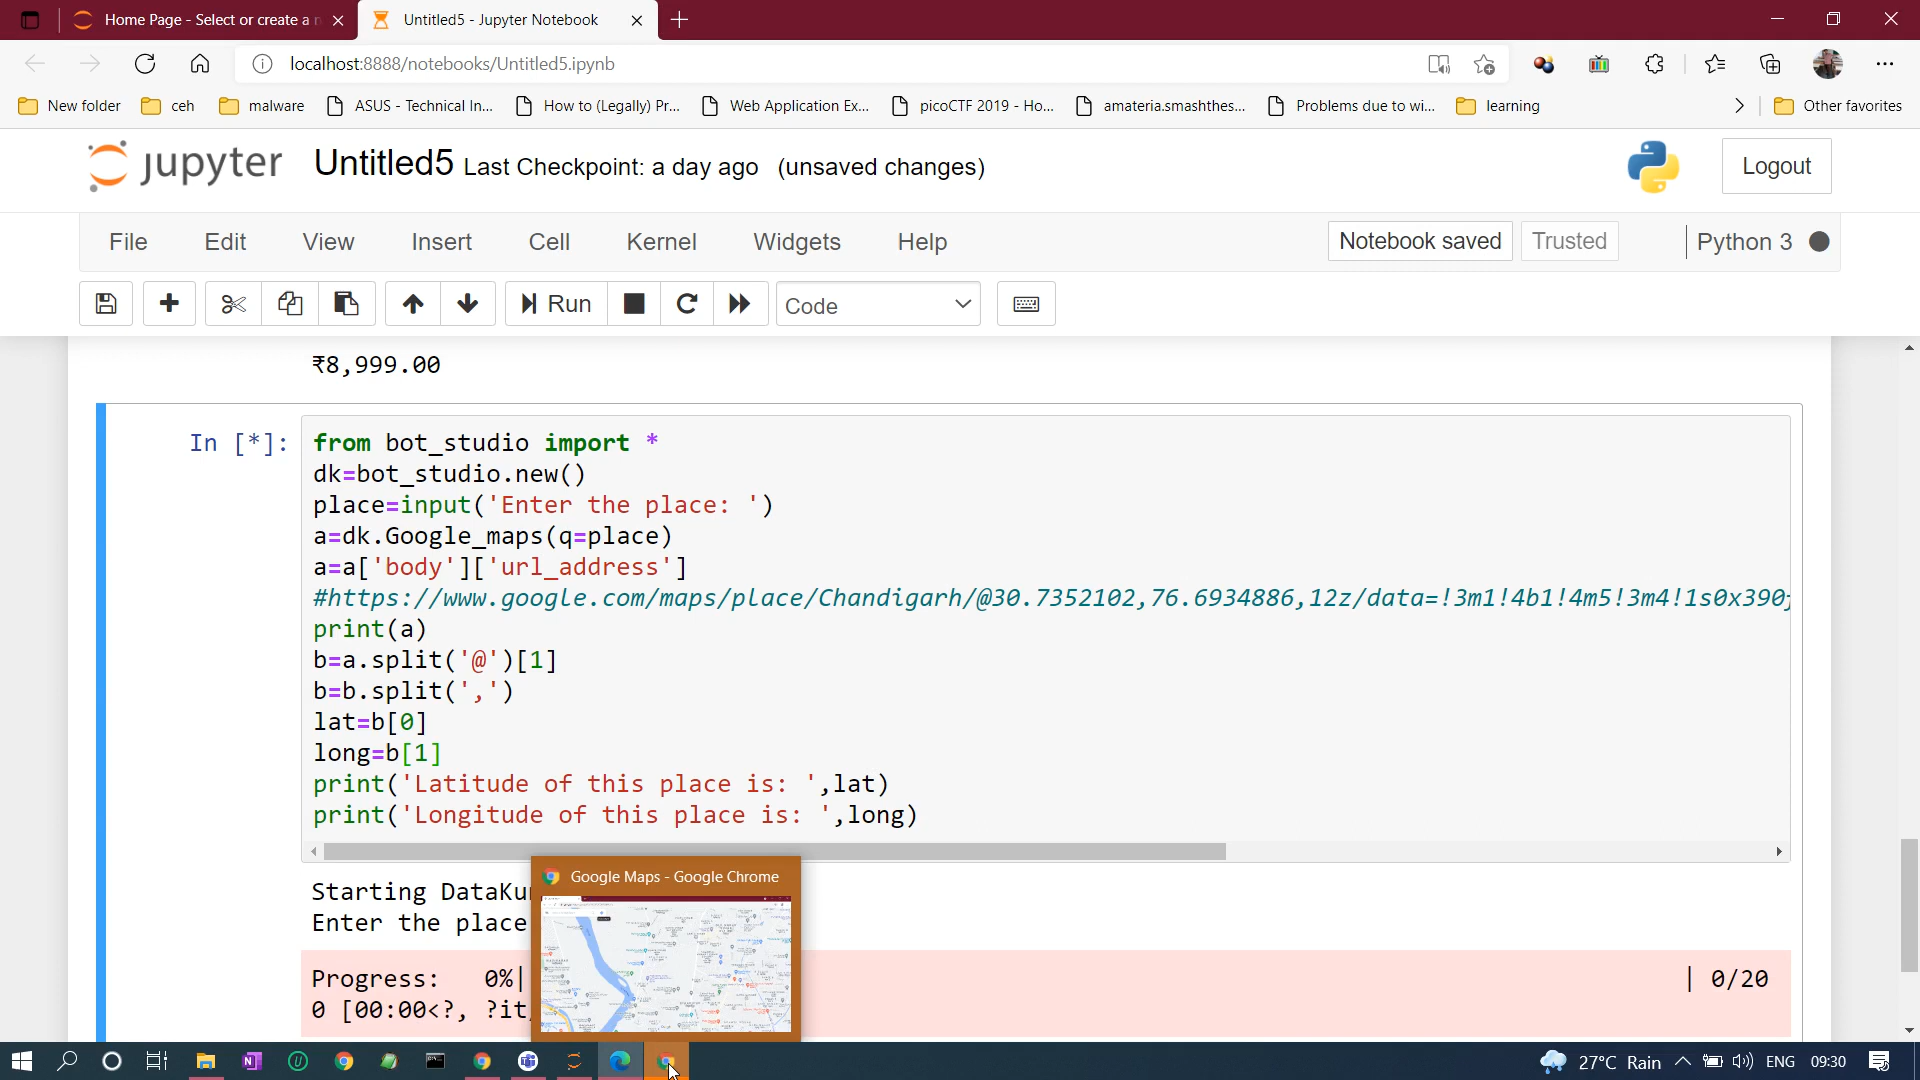 Home Page - Select or create a n
Untitled5 - Jupyter Notebook
localhost:8888/notebooks/Untitled5.ipynb
New folder
ceh
malware
ASUS - Technical In...
How to (Legally) Pr...
Web Application Ex...
picoCTF 2019 - Ho...
amateria.smashthes...
Problems due to wi...
learning
Other favorites
jupyter
Untitled5 Last Checkpoint: a day ago (unsaved changes)
Logout
File Edit View Insert Cell Kernel Widgets Help
Notebook saved
Trusted
Python 3
Run
Code
₹8,999.00
In [*]:
from bot_studio import *
dk=bot_studio.new()
place=input('Enter the place: ')
a=dk.Google_maps(q=place)
a=a['body']['url_address']
#https://www.google.com/maps/place/Chandigarh/@30.7352102,76.6934886,12z/data=!3m1!4b1!4m5!3m4!1s0x390
print(a)
b=a.split('@')[1]
b=b.split(',')
lat=b[0]
long=b[1]
print('Latitude of this place is: ',lat)
print('Longitude of this place is: ',long)
Starting DataKu
Enter the place
Progress: 0%| | 0/20
0 [00:00<?, ?it
Google Maps - Google Chrome
27°C Rain
ENG
09:30